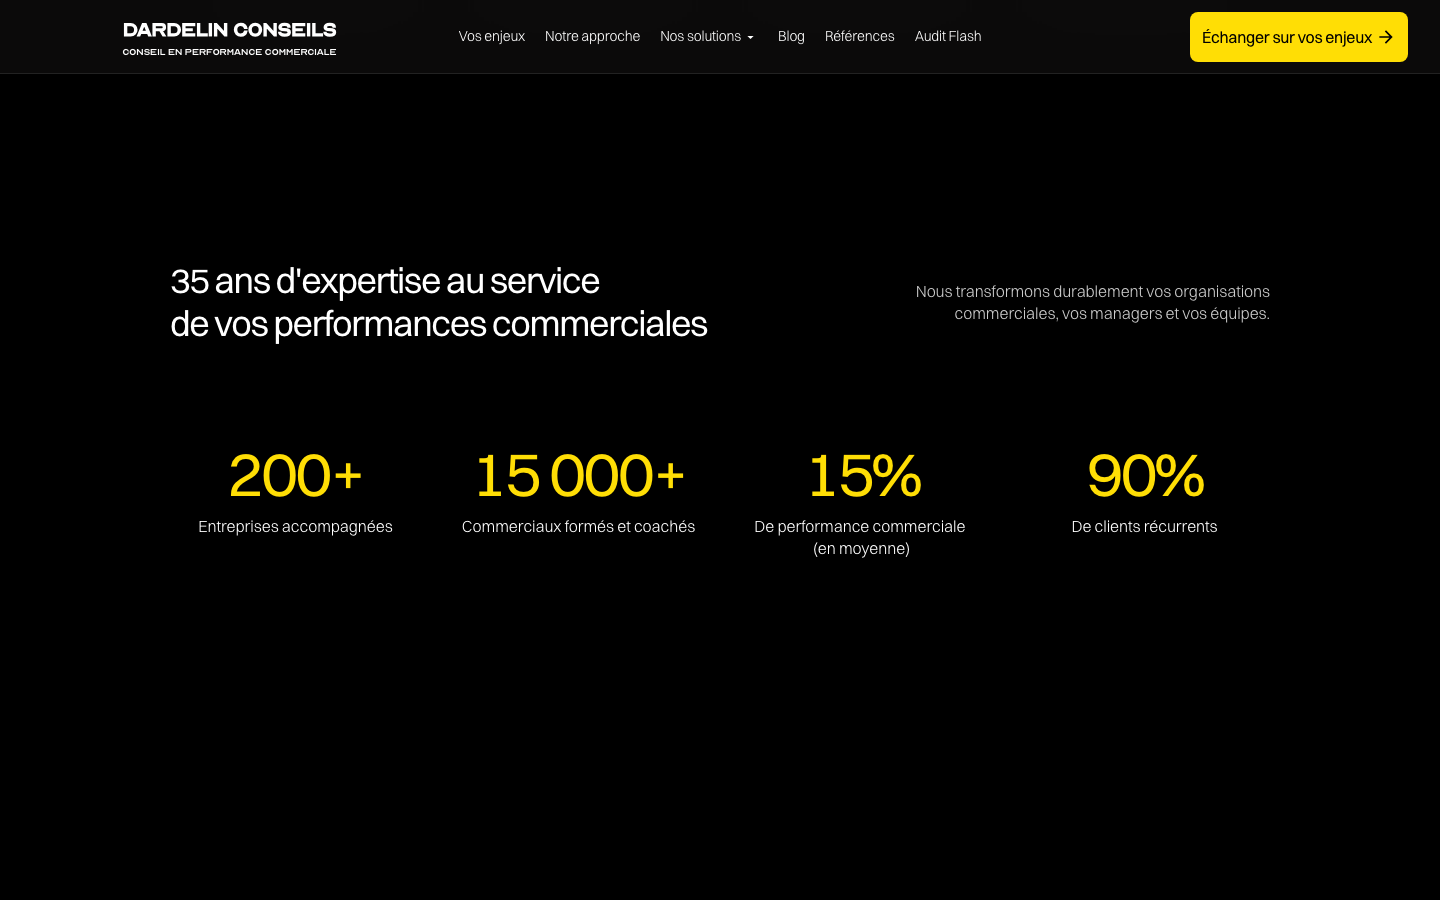 DARDELIN CONSEILS
CONSEIL EN PERFORMANCE COMMERCIALE
Vos enjeux
Notre approche
Nos solutions
Blog
Références
Audit Flash
Échanger sur vos enjeux
35 ans d'expertise au service
de vos performances commerciales
Nous transformons durablement vos organisations
commerciales, vos managers et vos équipes.
200+
Entreprises accompagnées
15 000+
Commerciaux formés et coachés
15%
De performance commerciale
(en moyenne)
90%
De clients récurrents